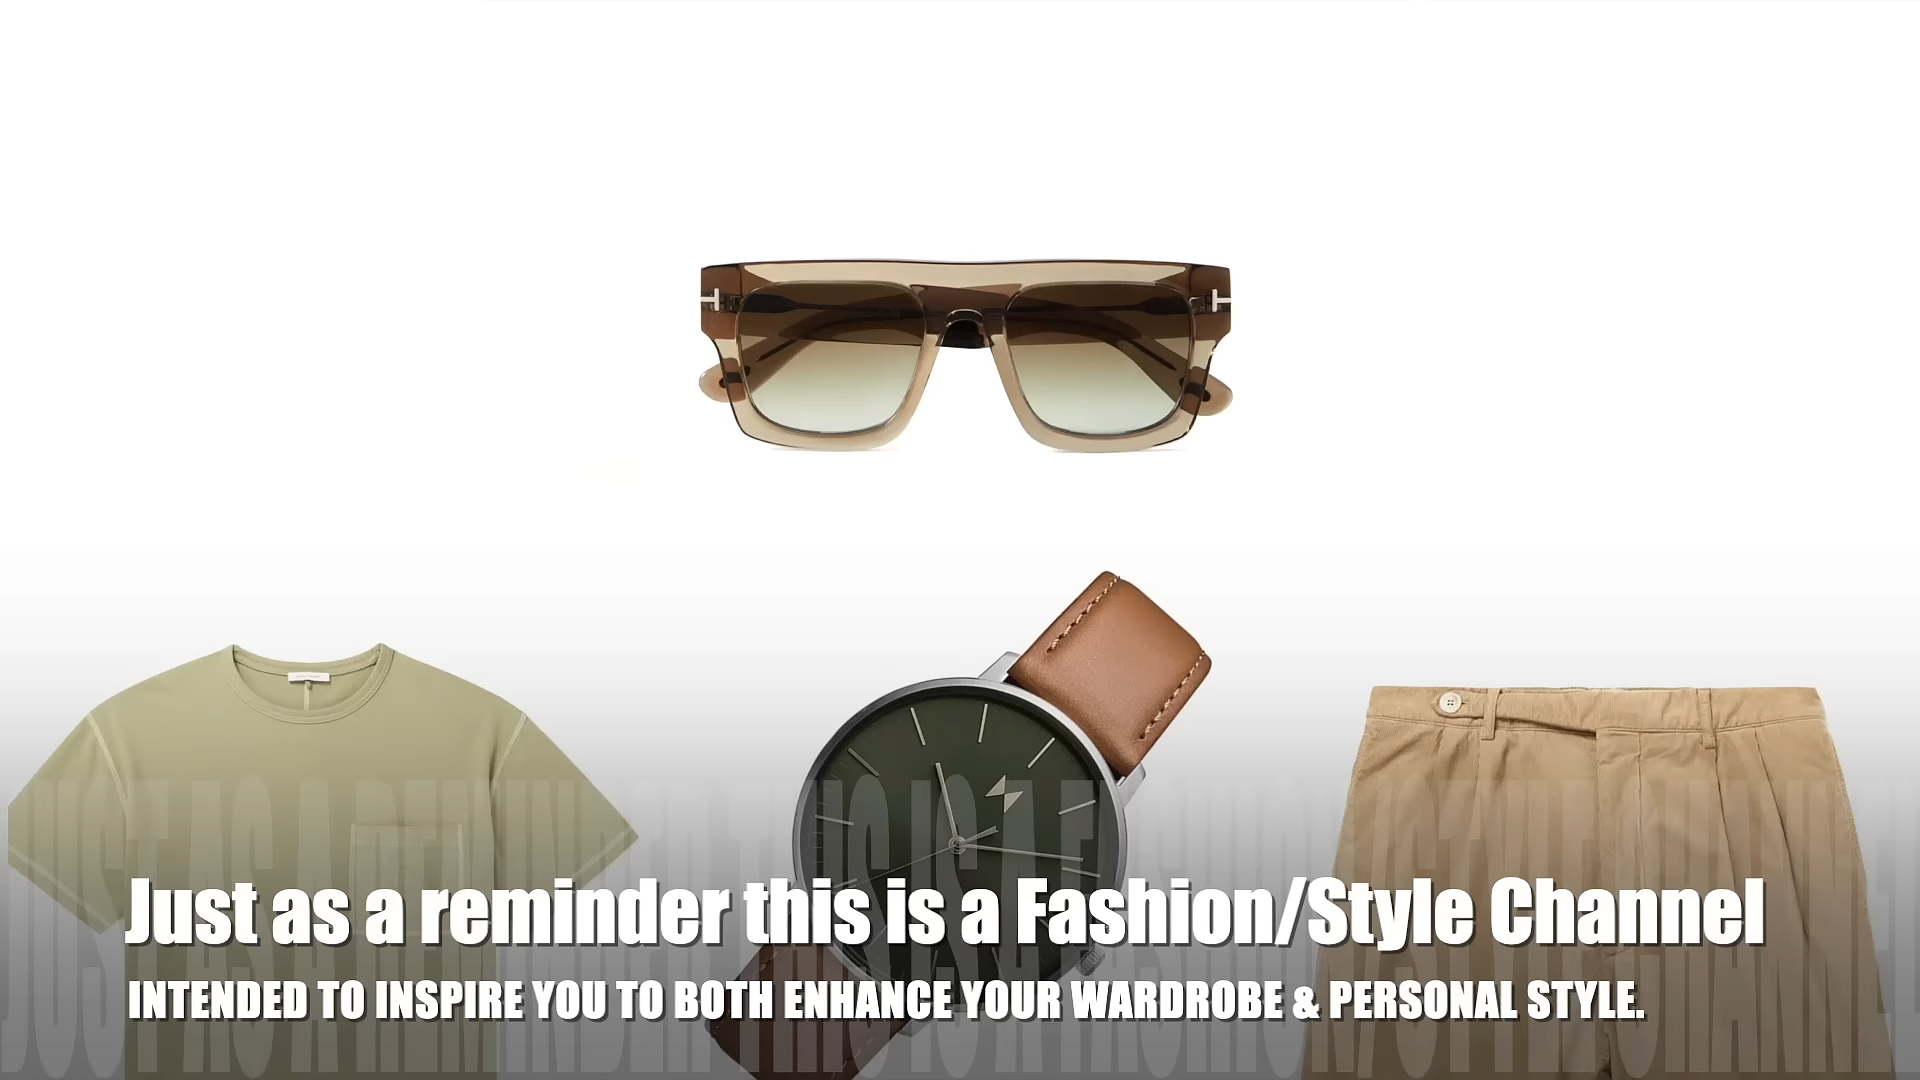 Just as a reminder this is a Fashion/Style Channel
INTENDED TO INSPIRE YOU TO BOTH ENHANCE YOUR WARDROBE & PERSONAL STYLE.